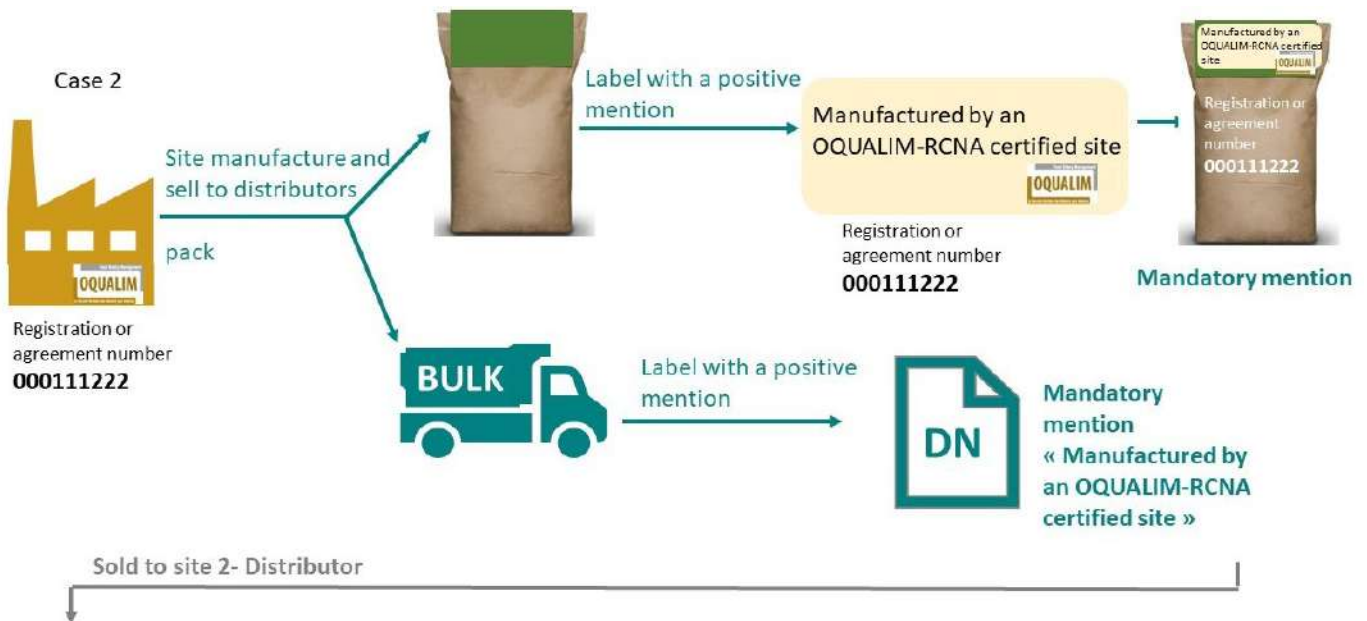 Case 2
Site manufacture and
sell to distributors
pack
OQUALIM
Registration or
agreement number
000111222
Label with a positive
mention
Manufactured by an
OQUALIM-RCNA certified site
OQUALIM
Registration or
agreement number
000111222
Manufactured by an
OQUALIM-RCNA certified
site
OQUALIM
Registration or
agreement
number
000111222
Mandatory mention
BULK
Label with a positive
mention
DN
Mandatory
mention
« Manufactured by
an OQUALIM-RCNA
certified site »
Sold to site 2- Distributor